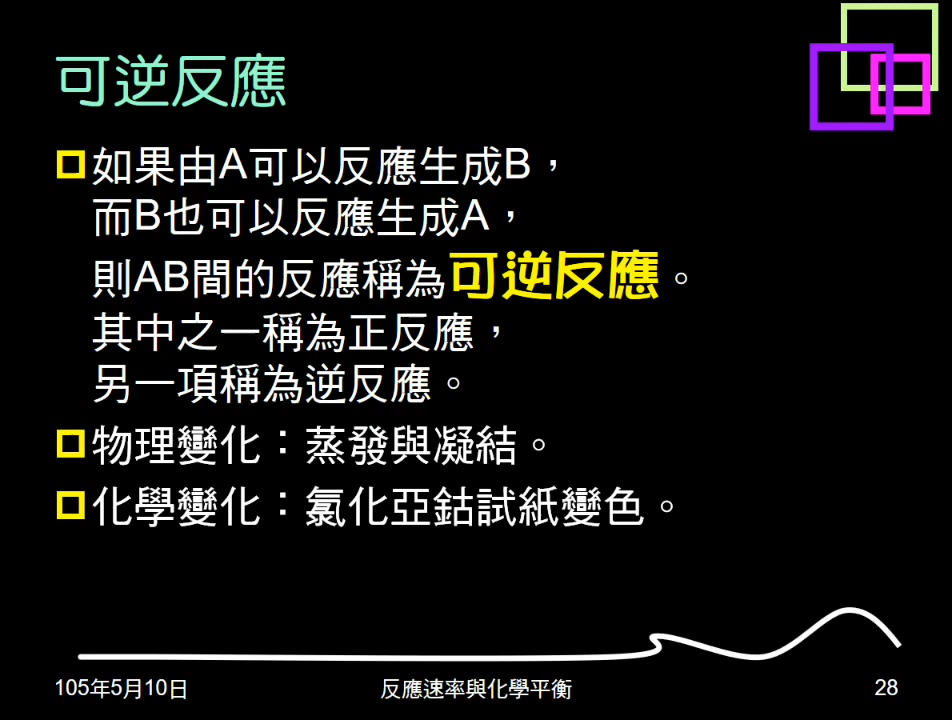 可逆反應
如果由A可以反應生成B，
而B也可以反應生成A，
則AB間的反應稱為可逆反應。
其中之一稱為正反應，
另一項稱為逆反應。
物理變化：蒸發與凝結。
化學變化：氯化亞鈷試紙變色。
105年5月10日
反應速率與化學平衡
28